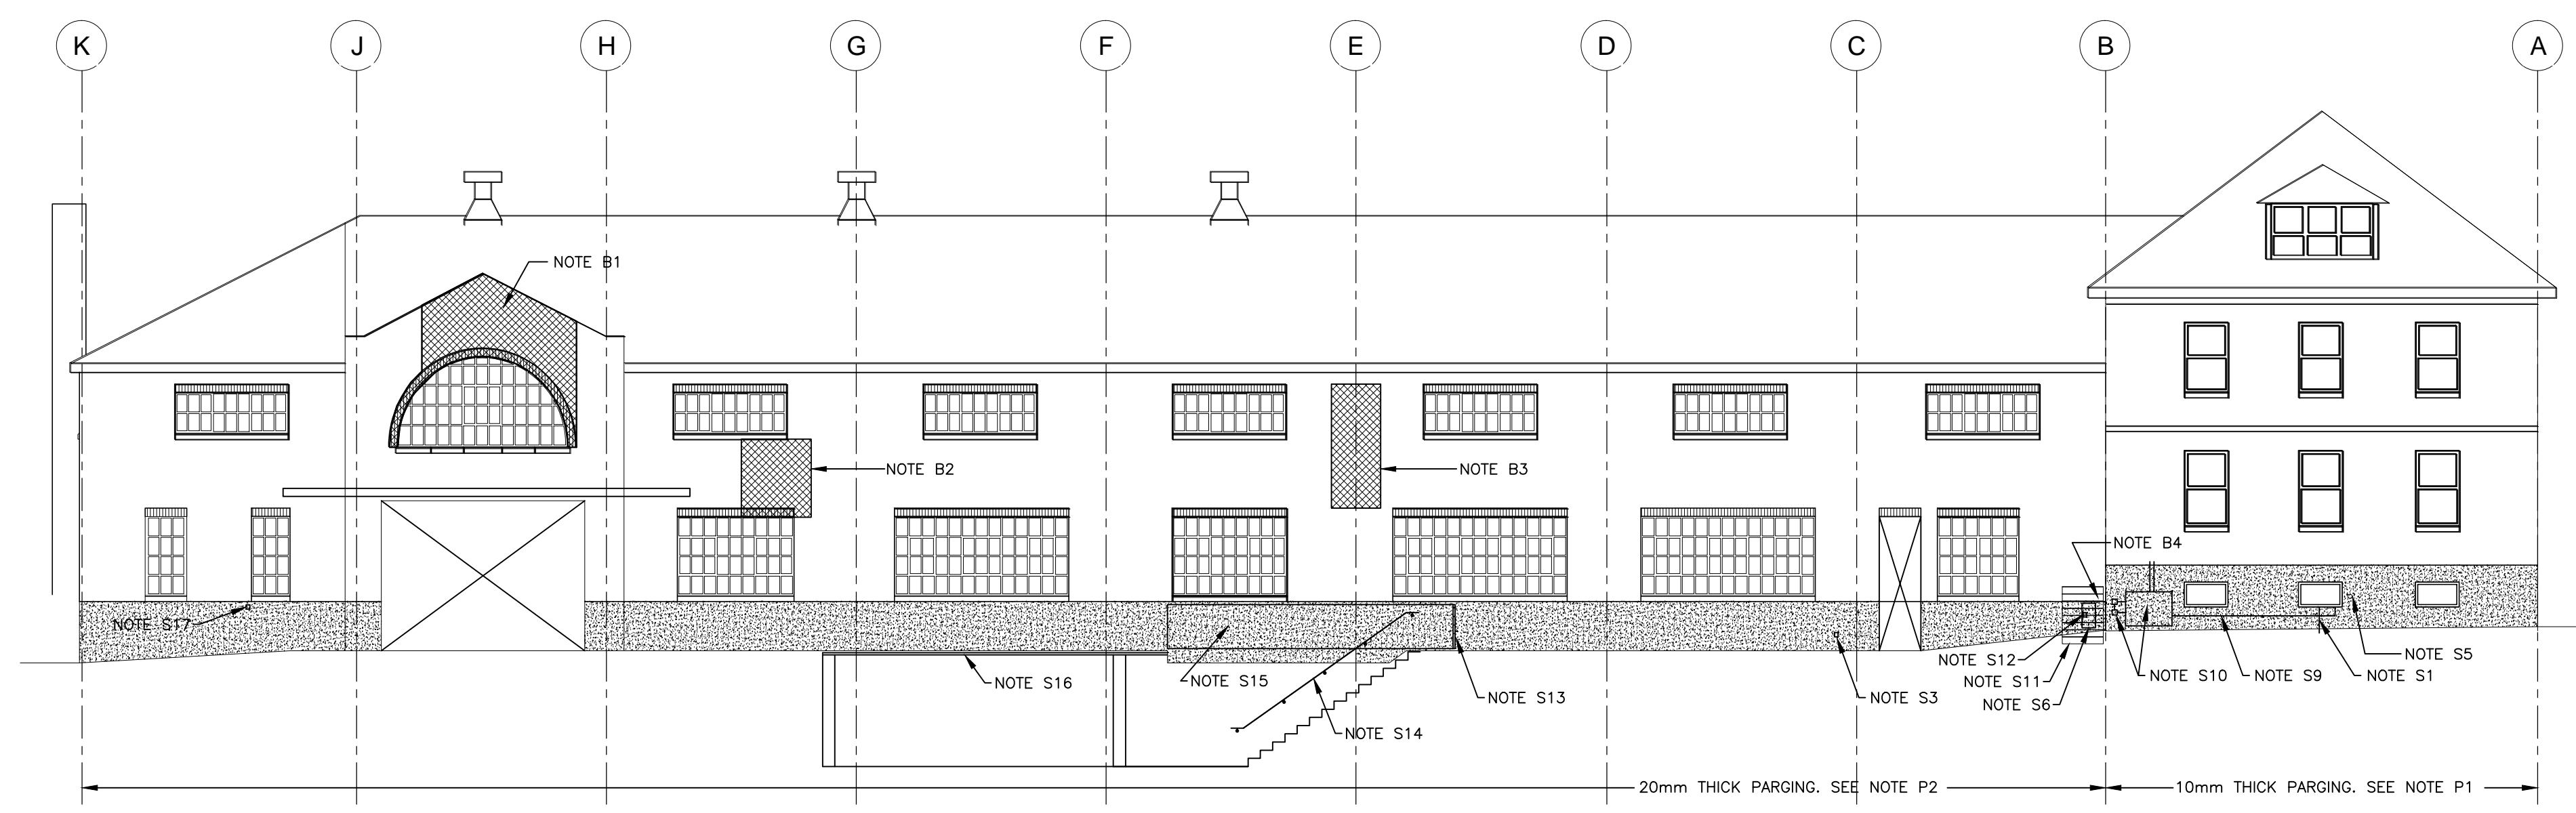 K J H G F E D C B A
NOTE B1
NOTE B2
NOTE B3
NOTE B4
NOTE S17
NOTE S12
NOTE S5
NOTE S16
NOTE S15
NOTE S11
NOTE S10
NOTE S9
NOTE S1
NOTE S13
NOTE S3
NOTE S6
NOTE S14
20mm THICK PARGING. SEE NOTE P2
10mm THICK PARGING. SEE NOTE P1